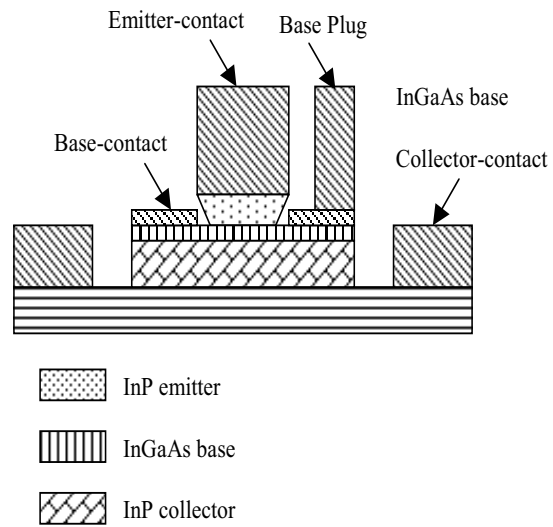 Emitter-contact
Base Plug
InGaAs base
Base-contact
Collector-contact
InP emitter
InGaAs base
InP collector